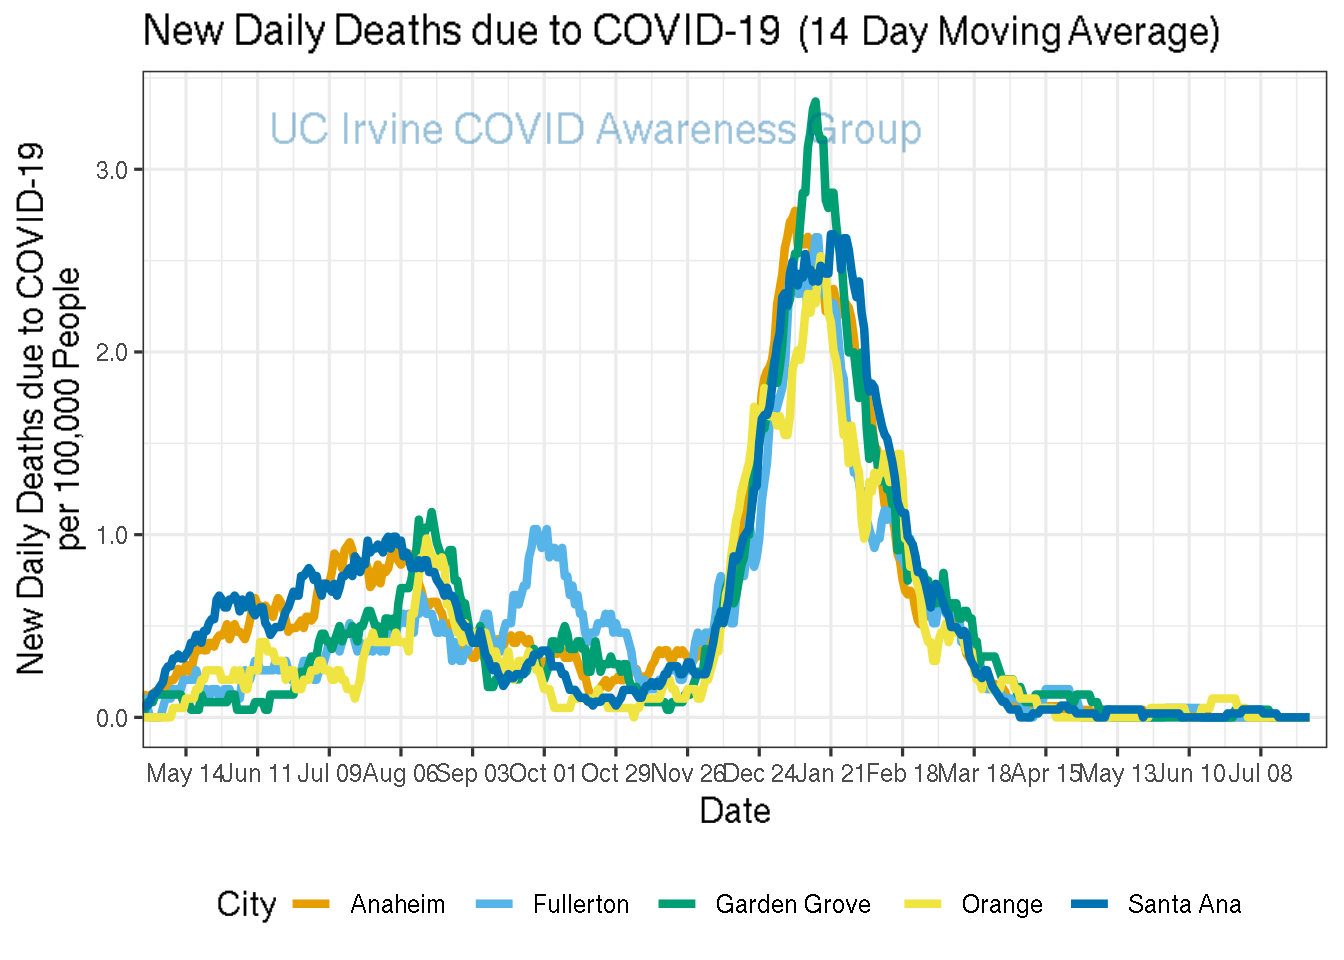 New Daily Deaths due to COVID-19 (14 Day Moving Average)
UC Irvine COVID Awareness Group
New Daily Deaths due to COVID-19
per 100,000 People
3.0
2.0
1.0
0.0
May 14 Jun 11 Jul 09 Aug 06 Sep 03 Oct 01 Oct 29 Nov 26 Dec 24 Jan 21 Feb 18 Mar 18 Apr 15 May 13 Jun 10 Jul 08
Date
City Anaheim Fullerton Garden Grove Orange Santa Ana